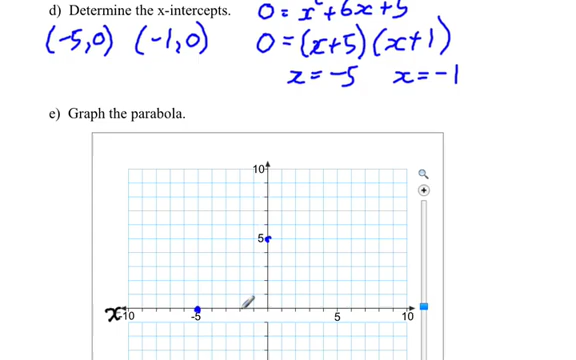 d) Determine the x-intercepts. 0 = x² + 6x + 5
(-5,0) (-1,0) 0 = (x+5)(x+1)
x = -5 x = -1
e) Graph the parabola.
10
5
x -10 -5 5 10